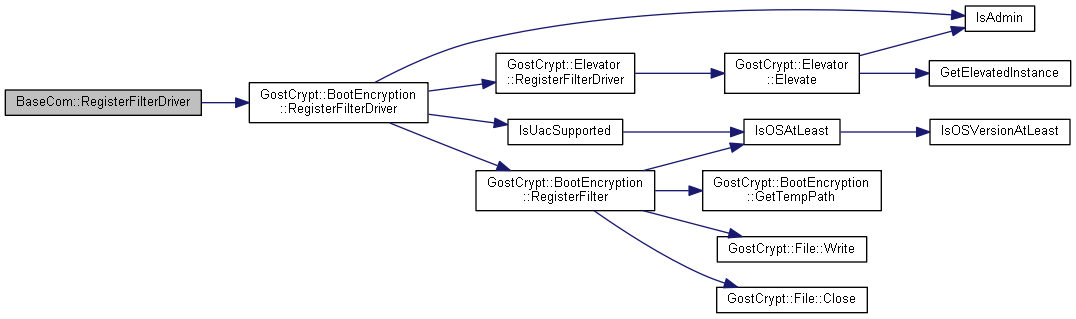 BaseCom::RegisterFilterDriver
GostCrypt::BootEncryption
::RegisterFilterDriver
IsAdmin
GostCrypt::Elevator
::RegisterFilterDriver
GostCrypt::Elevator
::Elevate
GetElevatedInstance
IsUacSupported
IsOSAtLeast
IsOSVersionAtLeast
GostCrypt::BootEncryption
::RegisterFilter
GostCrypt::BootEncryption
::GetTempPath
GostCrypt::File::Write
GostCrypt::File::Close